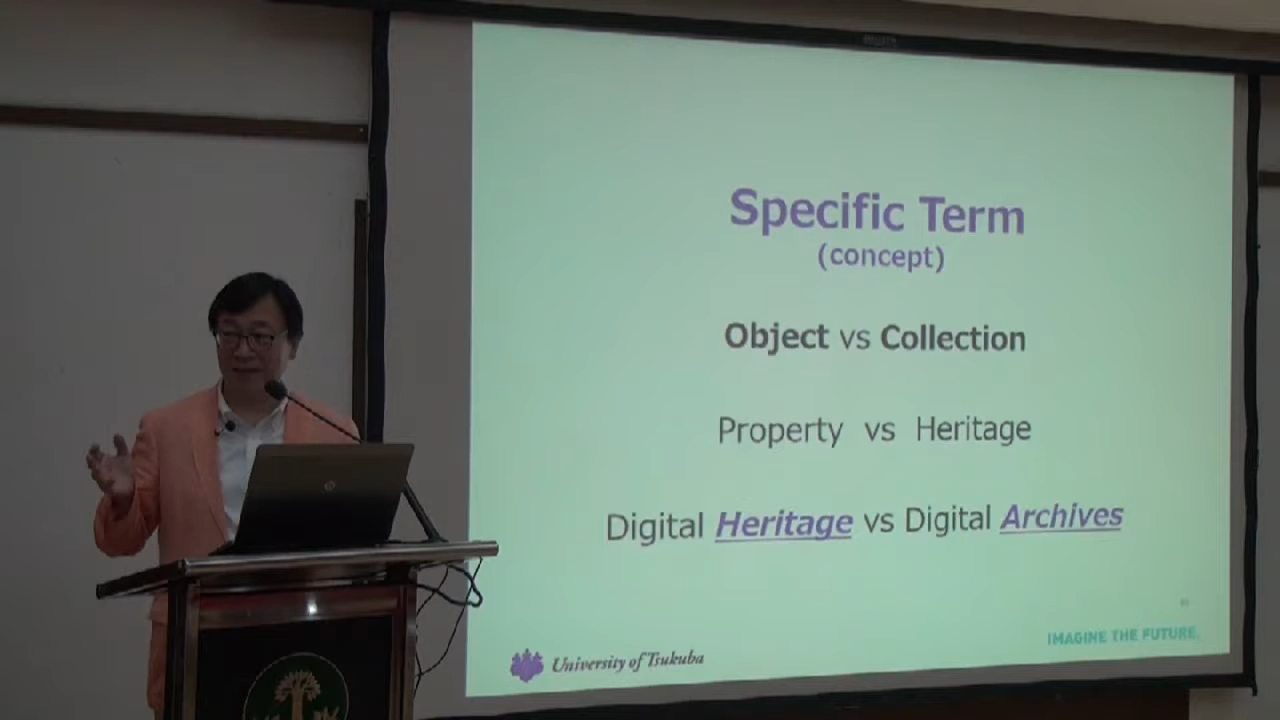 Specific Term
(concept)
Object vs Collection
Property vs Heritage
Digital Heritage vs Digital Archives
IMAGINE THE FUTURE.
University of Tsukuba